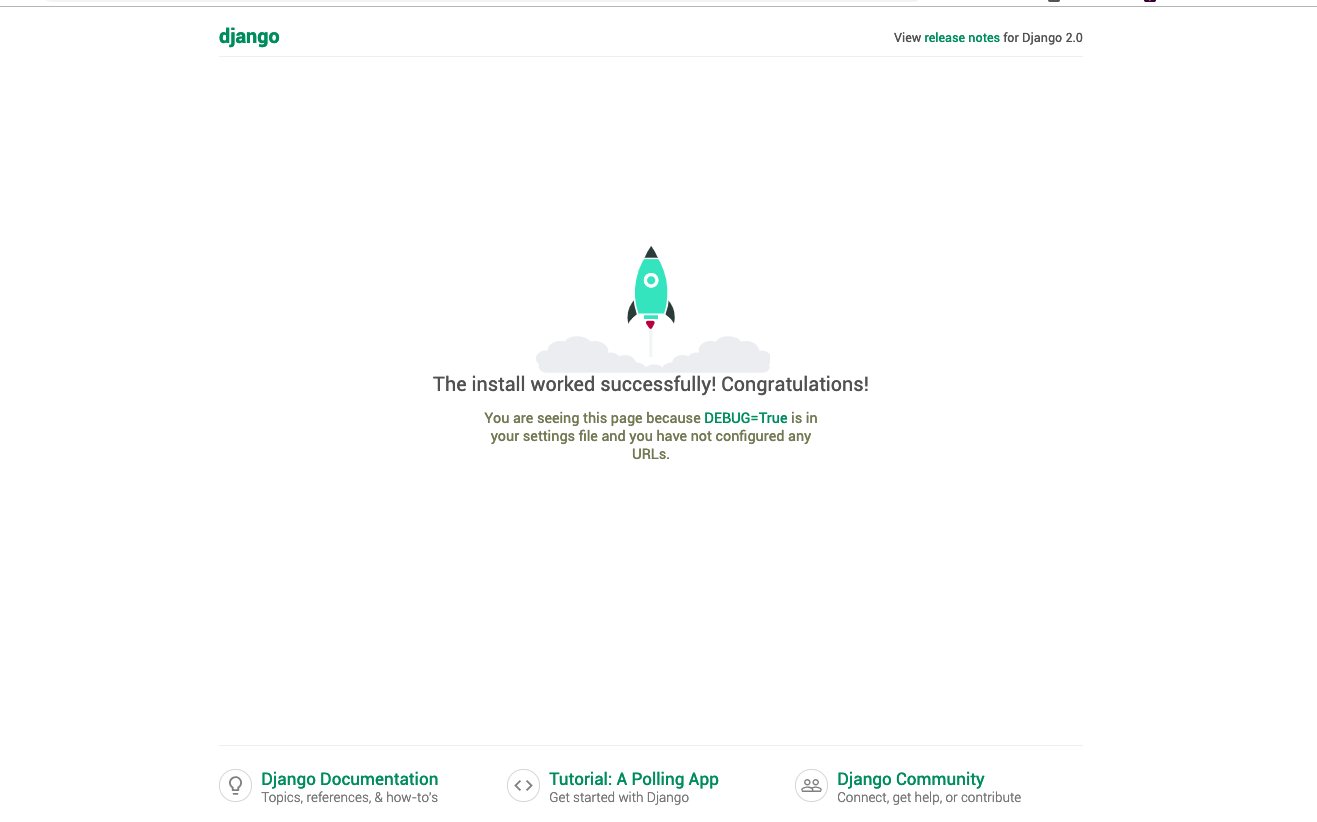 django
View release notes for Django 2.0
The install worked successfully! Congratulations!
You are seeing this page because DEBUG=True is in
your settings file and you have not configured any
URLs.
Django Documentation
Topics, references, & how-to's
Tutorial: A Polling App
Get started with Django
Django Community
Connect, get help, or contribute